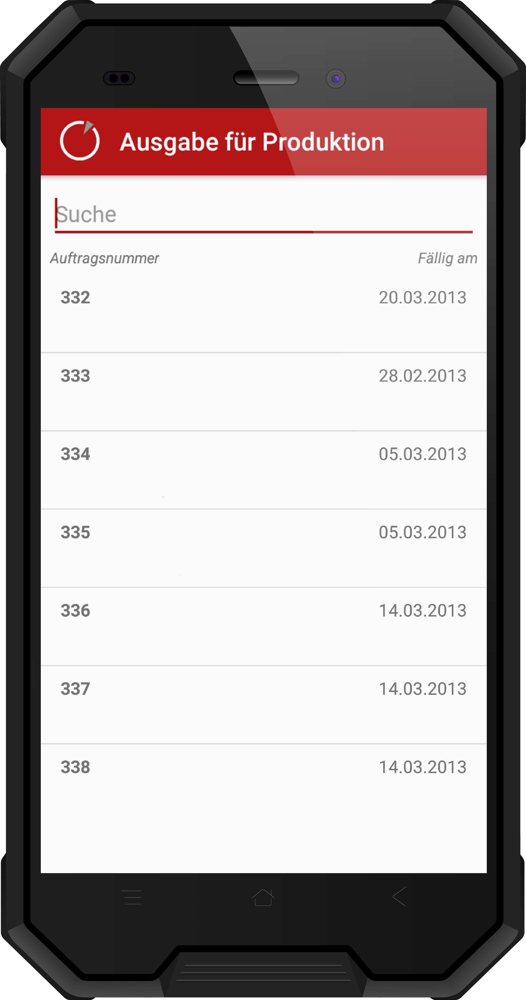 Ausgabe für Produktion
Suche
Auftragsnummer Fällig am
332 20.03.2013
333 28.02.2013
334 05.03.2013
335 05.03.2013
336 14.03.2013
337 14.03.2013
338 14.03.2013